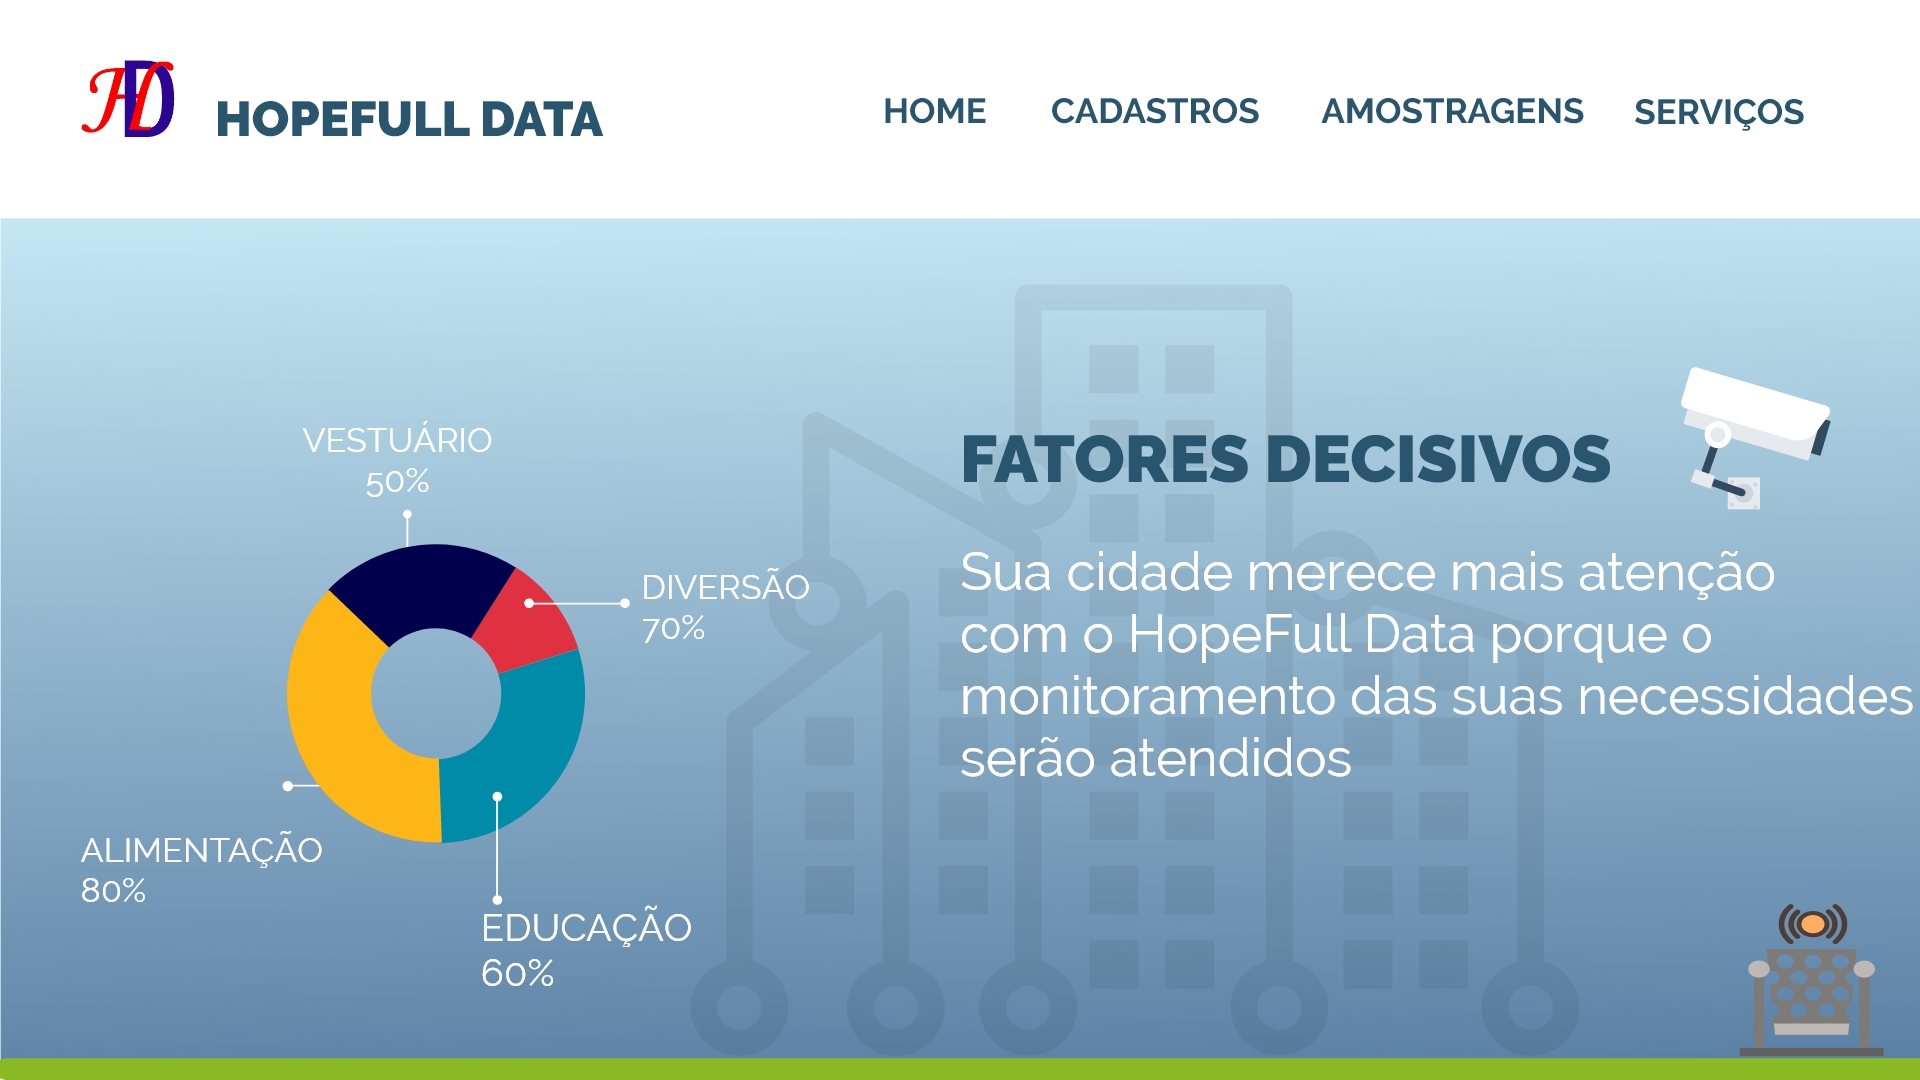 HD
HOPEFULL DATA
HOME
CADASTROS
AMOSTRAGENS
SERVIÇOS
VESTUÁRIO
50%
DIVERSÃO
70%
ALIMENTAÇÃO
80%
EDUCAÇÃO
60%
FATORES DECISIVOS
Sua cidade merece mais atenção
com o HopeFull Data porque o
monitoramento das suas necessidades
serão atendidos